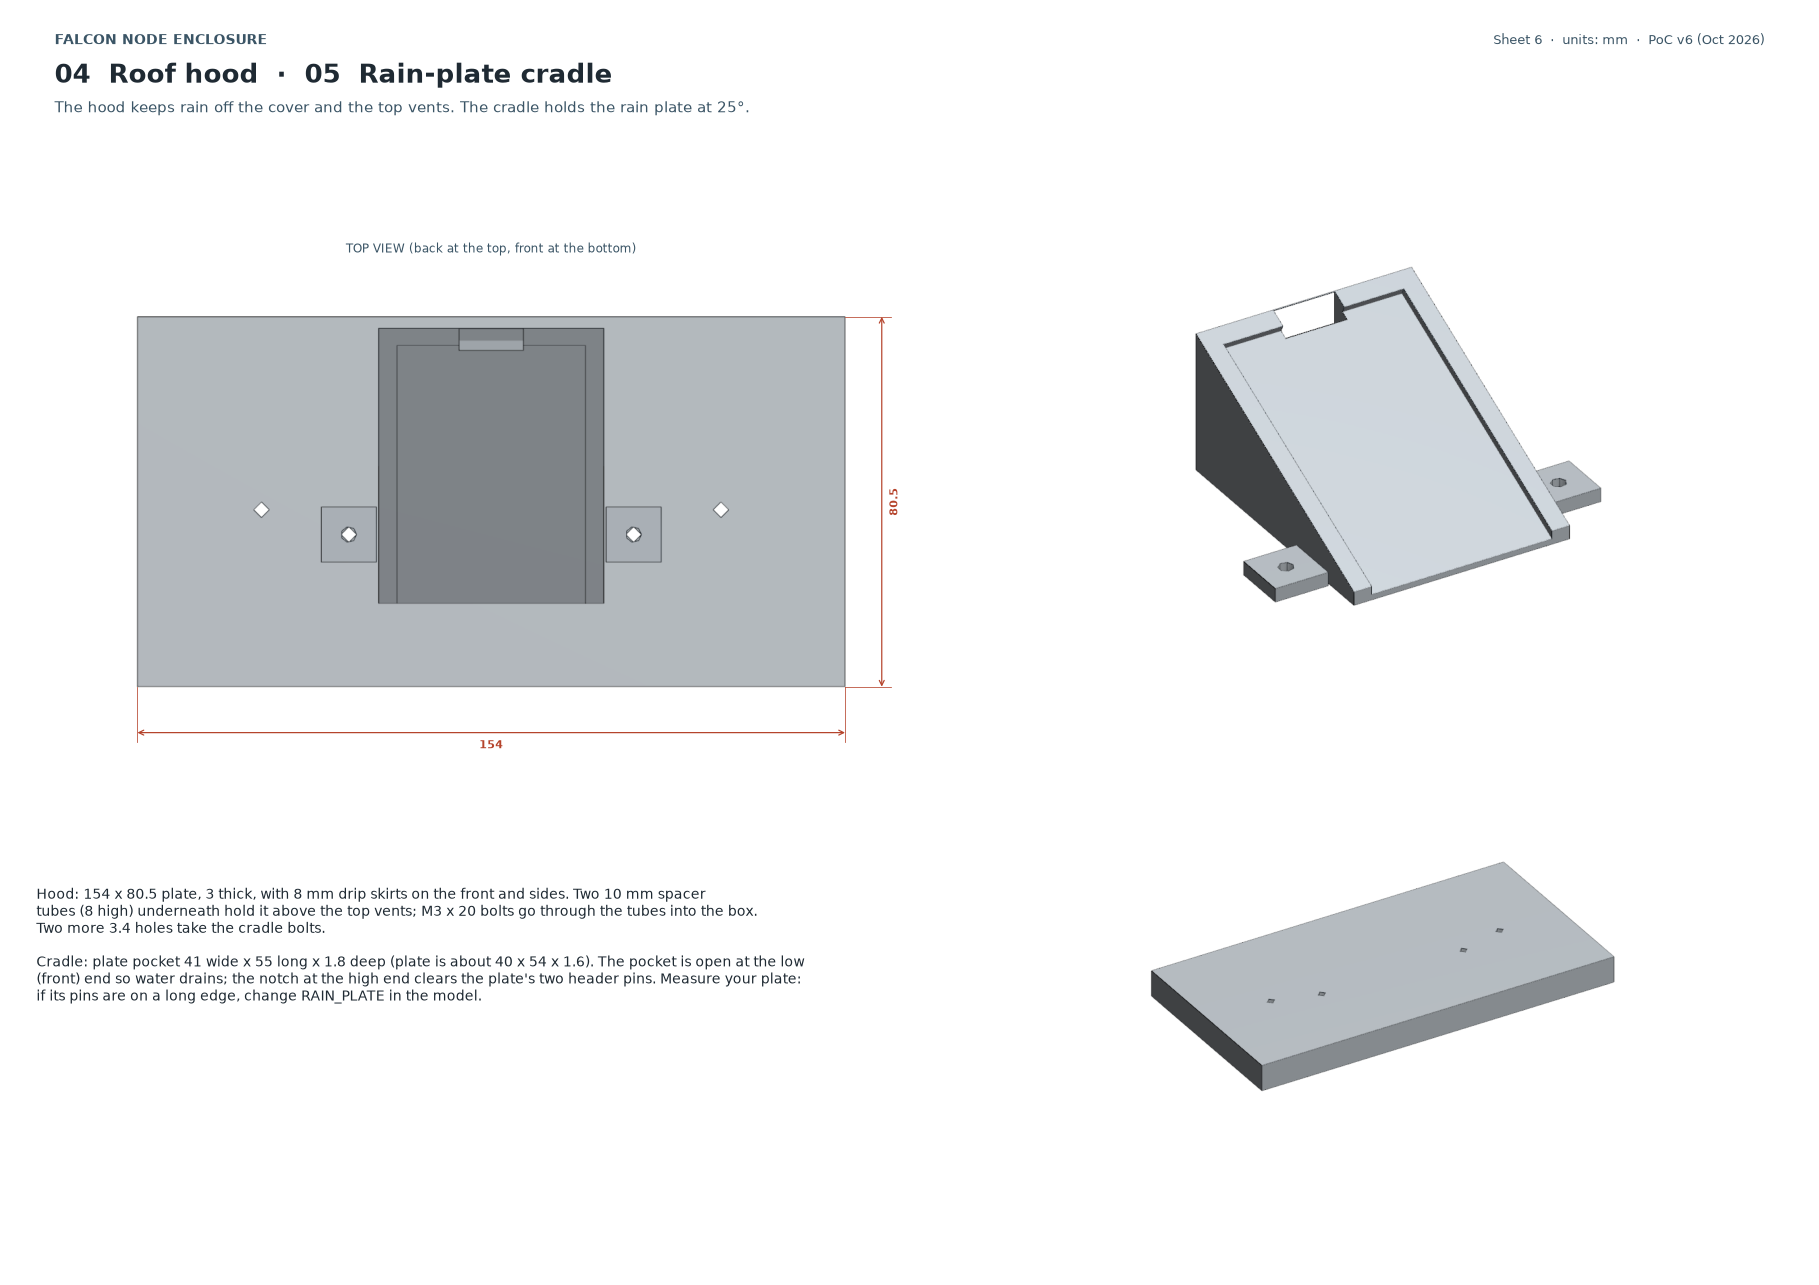 FALCON NODE ENCLOSURE
Sheet 6 · units: mm · PoC v6 (Oct 2026)
04 Roof hood · 05 Rain-plate cradle
The hood keeps rain off the cover and the top vents. The cradle holds the rain plate at 25°.
TOP VIEW (back at the top, front at the bottom)
80.5
154
Hood: 154 x 80.5 plate, 3 thick, with 8 mm drip skirts on the front and sides. Two 10 mm spacer
tubes (8 high) underneath hold it above the top vents; M3 x 20 bolts go through the tubes into the box.
Two more 3.4 holes take the cradle bolts.
Cradle: plate pocket 41 wide x 55 long x 1.8 deep (plate is about 40 x 54 x 1.6). The pocket is open at the low
(front) end so water drains; the notch at the high end clears the plate's two header pins. Measure your plate:
if its pins are on a long edge, change RAIN_PLATE in the model.